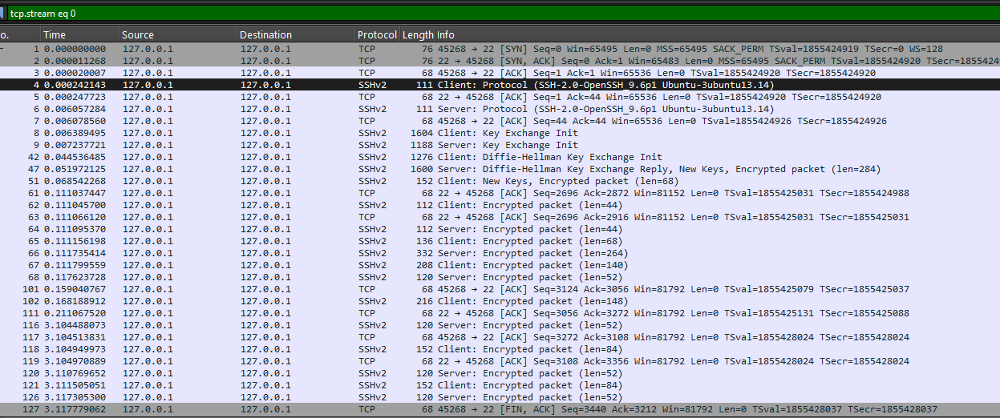 tcp.stream eq 0
o. Time Source Destination Protocol Length Info
1 0.000000000 127.0.0.1 127.0.0.1 TCP 76 45268 → 22 [SYN] Seq=0 Win=65495 Len=0 MSS=65495 SACK_PERM TSval=1855424919 TSecr=0 WS=128
2 0.000011268 127.0.0.1 127.0.0.1 TCP 76 22 → 45268 [SYN, ACK] Seq=0 Ack=1 Win=65483 Len=0 MSS=65495 SACK_PERM TSval=1855424920 TSecr=18554249
3 0.000020007 127.0.0.1 127.0.0.1 TCP 68 45268 → 22 [ACK] Seq=1 Ack=1 Win=65536 Len=0 TSval=1855424920 TSecr=1855424920
4 0.000242143 127.0.0.1 127.0.0.1 SSHv2 111 Client: Protocol (SSH-2.0-OpenSSH_9.6p1 Ubuntu-3ubuntu13.14)
5 0.000247723 127.0.0.1 127.0.0.1 TCP 68 22 → 45268 [ACK] Seq=1 Ack=44 Win=65536 Len=0 TSval=1855424920 TSecr=1855424920
6 0.006057284 127.0.0.1 127.0.0.1 SSHv2 111 Server: Protocol (SSH-2.0-OpenSSH_9.6p1 Ubuntu-3ubuntu13.14)
7 0.006078560 127.0.0.1 127.0.0.1 TCP 68 45268 → 22 [ACK] Seq=44 Ack=44 Win=65536 Len=0 TSval=1855424926 TSecr=1855424926
8 0.006389495 127.0.0.1 127.0.0.1 SSHv2 1604 Client: Key Exchange Init
9 0.007237721 127.0.0.1 127.0.0.1 SSHv2 1188 Server: Key Exchange Init
42 0.044536485 127.0.0.1 127.0.0.1 SSHv2 1276 Client: Diffie-Hellman Key Exchange Init
47 0.051972125 127.0.0.1 127.0.0.1 SSHv2 1600 Server: Diffie-Hellman Key Exchange Reply, New Keys, Encrypted packet (len=284)
51 0.068542268 127.0.0.1 127.0.0.1 SSHv2 152 Client: New Keys, Encrypted packet (len=68)
61 0.111037447 127.0.0.1 127.0.0.1 TCP 68 22 → 45268 [ACK] Seq=2696 Ack=2872 Win=81152 Len=0 TSval=1855425031 TSecr=1855424988
62 0.111045700 127.0.0.1 127.0.0.1 SSHv2 112 Client: Encrypted packet (len=44)
63 0.111066120 127.0.0.1 127.0.0.1 TCP 68 22 → 45268 [ACK] Seq=2696 Ack=2916 Win=81152 Len=0 TSval=1855425031 TSecr=1855425031
64 0.111095370 127.0.0.1 127.0.0.1 SSHv2 112 Server: Encrypted packet (len=44)
65 0.111156198 127.0.0.1 127.0.0.1 SSHv2 136 Client: Encrypted packet (len=68)
66 0.111735414 127.0.0.1 127.0.0.1 SSHv2 332 Server: Encrypted packet (len=264)
67 0.111799559 127.0.0.1 127.0.0.1 SSHv2 208 Client: Encrypted packet (len=140)
68 0.117623728 127.0.0.1 127.0.0.1 SSHv2 120 Server: Encrypted packet (len=52)
101 0.159040767 127.0.0.1 127.0.0.1 TCP 68 45268 → 22 [ACK] Seq=3124 Ack=3056 Win=81792 Len=0 TSval=1855425079 TSecr=1855425037
102 0.168188912 127.0.0.1 127.0.0.1 SSHv2 216 Client: Encrypted packet (len=148)
111 0.211067520 127.0.0.1 127.0.0.1 TCP 68 22 → 45268 [ACK] Seq=3056 Ack=3272 Win=81792 Len=0 TSval=1855425131 TSecr=1855425088
116 3.104488073 127.0.0.1 127.0.0.1 SSHv2 120 Server: Encrypted packet (len=52)
117 3.104513831 127.0.0.1 127.0.0.1 TCP 68 45268 → 22 [ACK] Seq=3272 Ack=3108 Win=81792 Len=0 TSval=1855428024 TSecr=1855428024
118 3.104949973 127.0.0.1 127.0.0.1 SSHv2 152 Client: Encrypted packet (len=84)
119 3.104970889 127.0.0.1 127.0.0.1 TCP 68 22 → 45268 [ACK] Seq=3108 Ack=3356 Win=81792 Len=0 TSval=1855428024 TSecr=1855428024
120 3.110769652 127.0.0.1 127.0.0.1 SSHv2 120 Server: Encrypted packet (len=52)
121 3.111505051 127.0.0.1 127.0.0.1 SSHv2 152 Client: Encrypted packet (len=84)
126 3.117305300 127.0.0.1 127.0.0.1 SSHv2 120 Server: Encrypted packet (len=52)
127 3.117779062 127.0.0.1 127.0.0.1 TCP 68 45268 → 22 [FIN, ACK] Seq=3440 Ack=3212 Win=81792 Len=0 TSval=1855428037 TSecr=1855428037